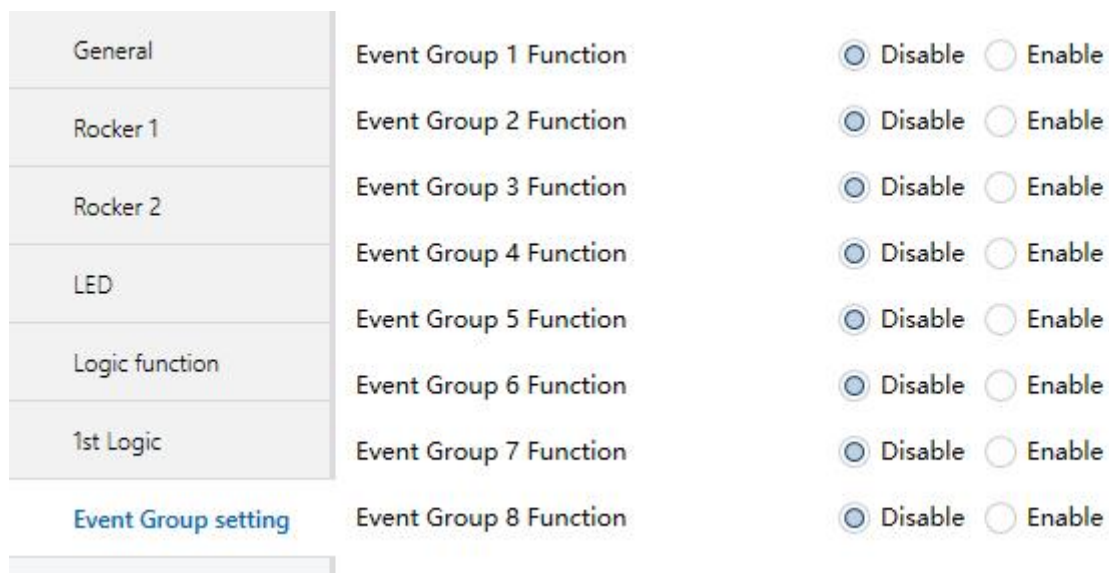 General
Rocker 1
Rocker 2
LED
Logic function
1st Logic
Event Group setting
Event Group 1 Function Disable Enable
Event Group 2 Function Disable Enable
Event Group 3 Function Disable Enable
Event Group 4 Function Disable Enable
Event Group 5 Function Disable Enable
Event Group 6 Function Disable Enable
Event Group 7 Function Disable Enable
Event Group 8 Function Disable Enable